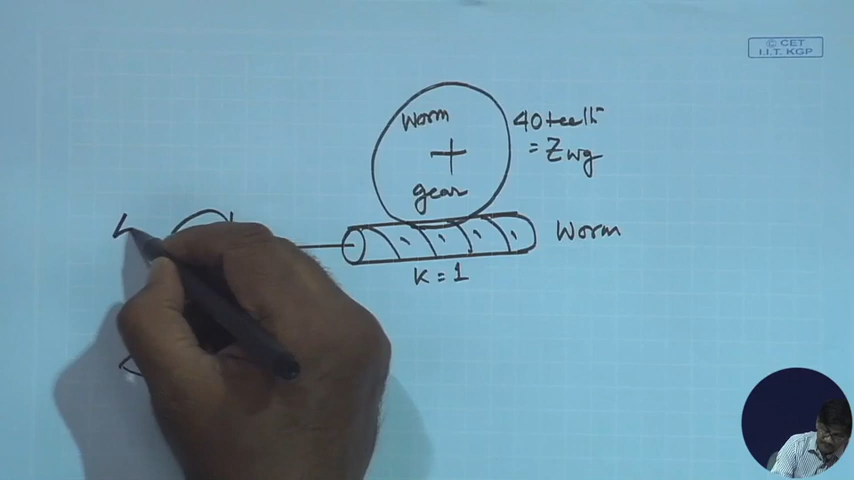 © CET
I.I.T. KGP
Worm
gear
40 teeth
= Zwg
Worm
K = 1